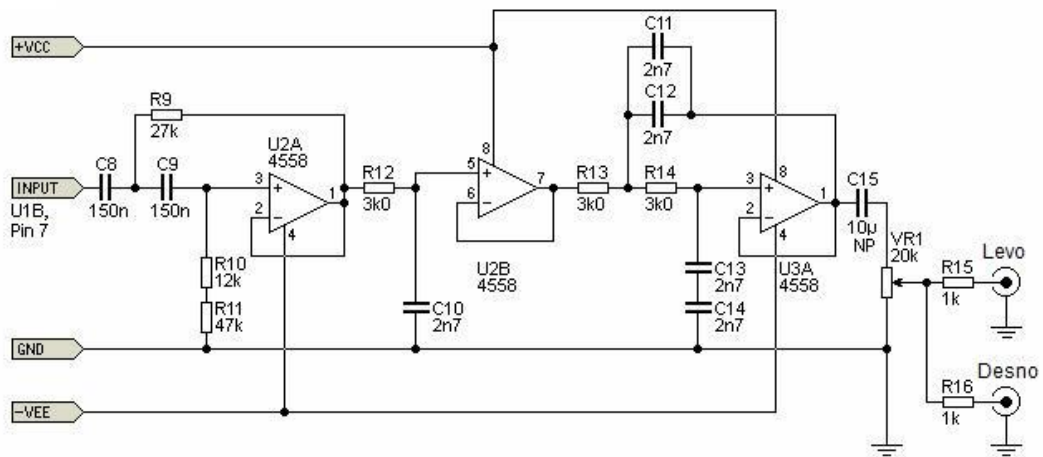 +VCC
C11
2n7
C12
2n7
R9
27k
U2A
4558
8
8
C8
C9
INPUT
150n
150n
3
2
1
4
R12
3k0
5
6
7
R13
3k0
R14
3k0
3
2
1
4
C15
10µ
NP
VR1
20k
U1B,
Pin 7
R10
12k
R11
47k
U2B
4558
C10
2n7
C13
2n7
C14
2n7
U3A
4558
R15
1k
Levo
GND
-VEE
R16
1k
Desno